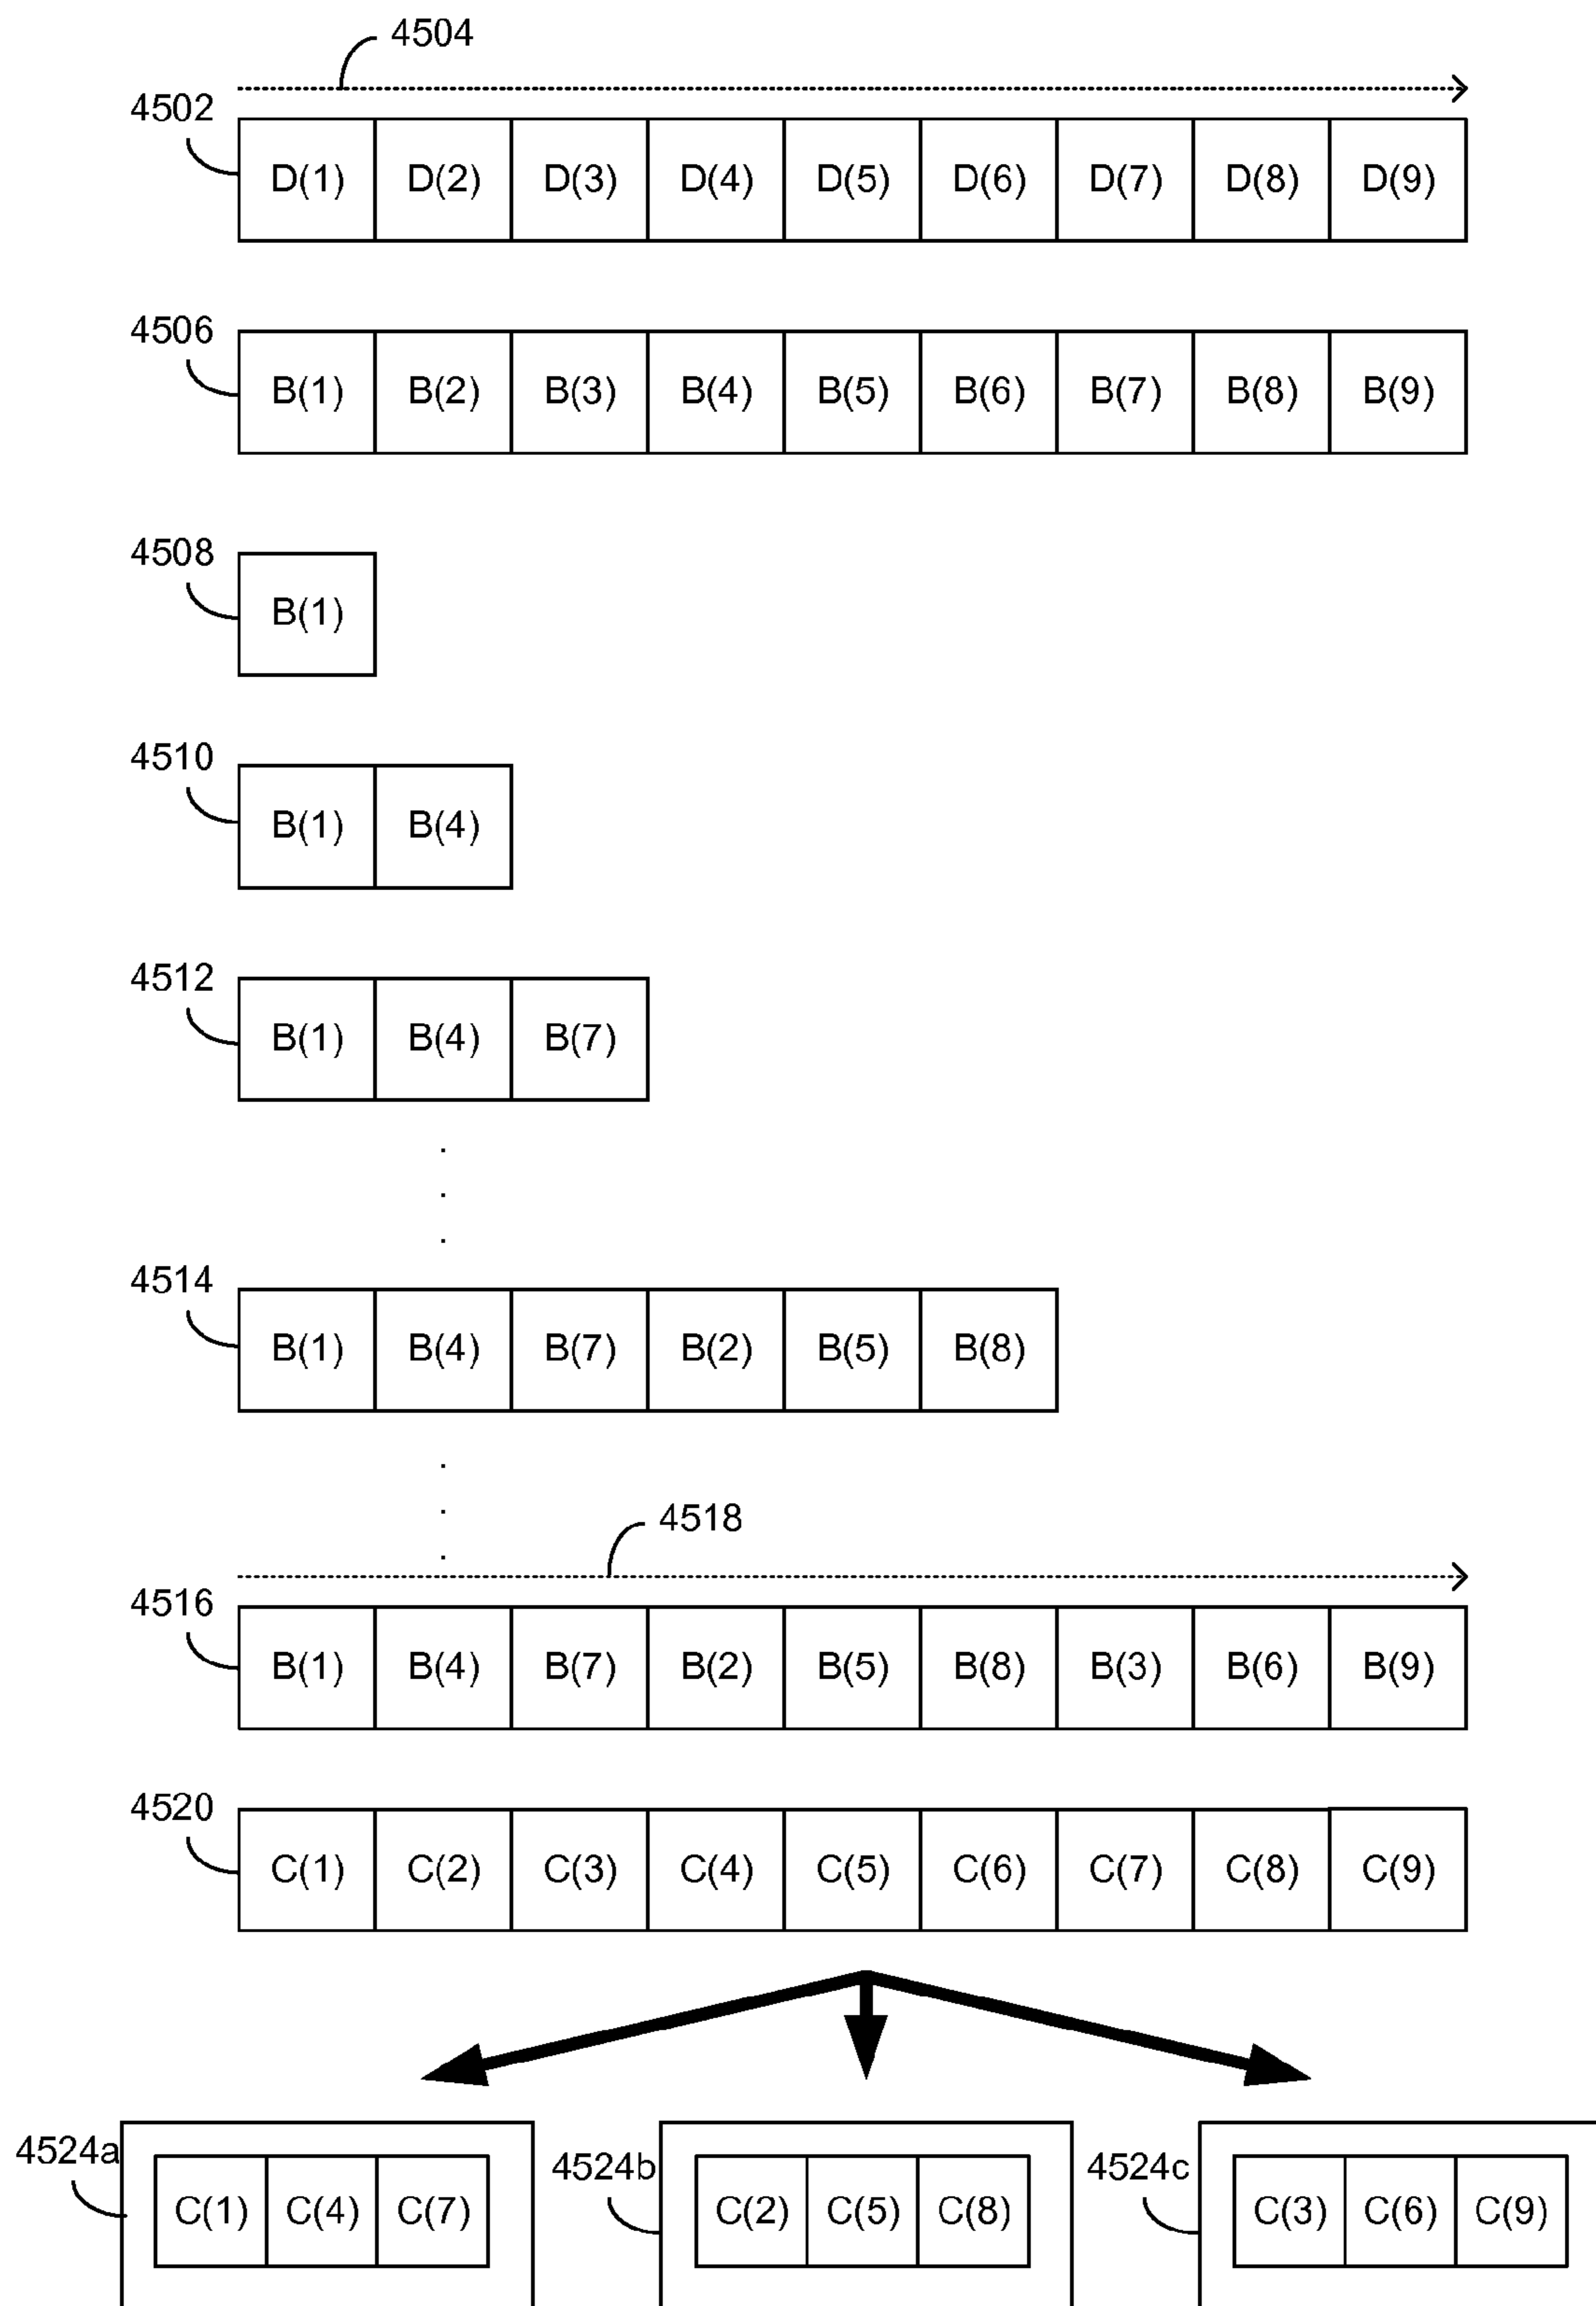 4504
4502
D(1) D(2) D(3) D(4) D(5) D(6) D(7) D(8) D(9)
4506
B(1) B(2) B(3) B(4) B(5) B(6) B(7) B(8) B(9)
4508
B(1)
4510
B(1) B(4)
4512
B(1) B(4) B(7)
4514
B(1) B(4) B(7) B(2) B(5) B(8)
4518
4516
B(1) B(4) B(7) B(2) B(5) B(8) B(3) B(6) B(9)
4520
C(1) C(2) C(3) C(4) C(5) C(6) C(7) C(8) C(9)
4524a
C(1) C(4) C(7)
4524b
C(2) C(5) C(8)
4524c
C(3) C(6) C(9)